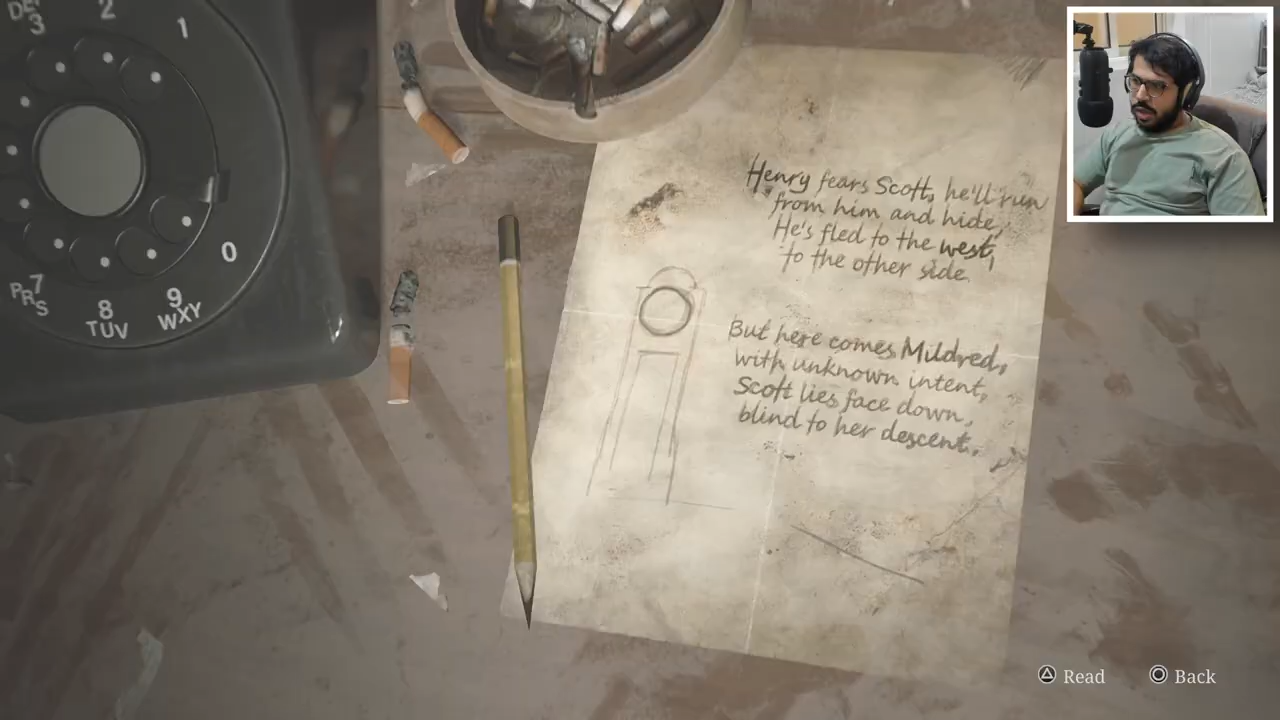 DEF
3
2
1
0
7
PRS
8
TUV
9
WXY
Henry fears Scott, he'll run
from him and hide,
He's fled to the west,
to the other side.
But here comes Mildred,
with unknown intent,
Scott lies face down,
blind to her descent.
Read
Back